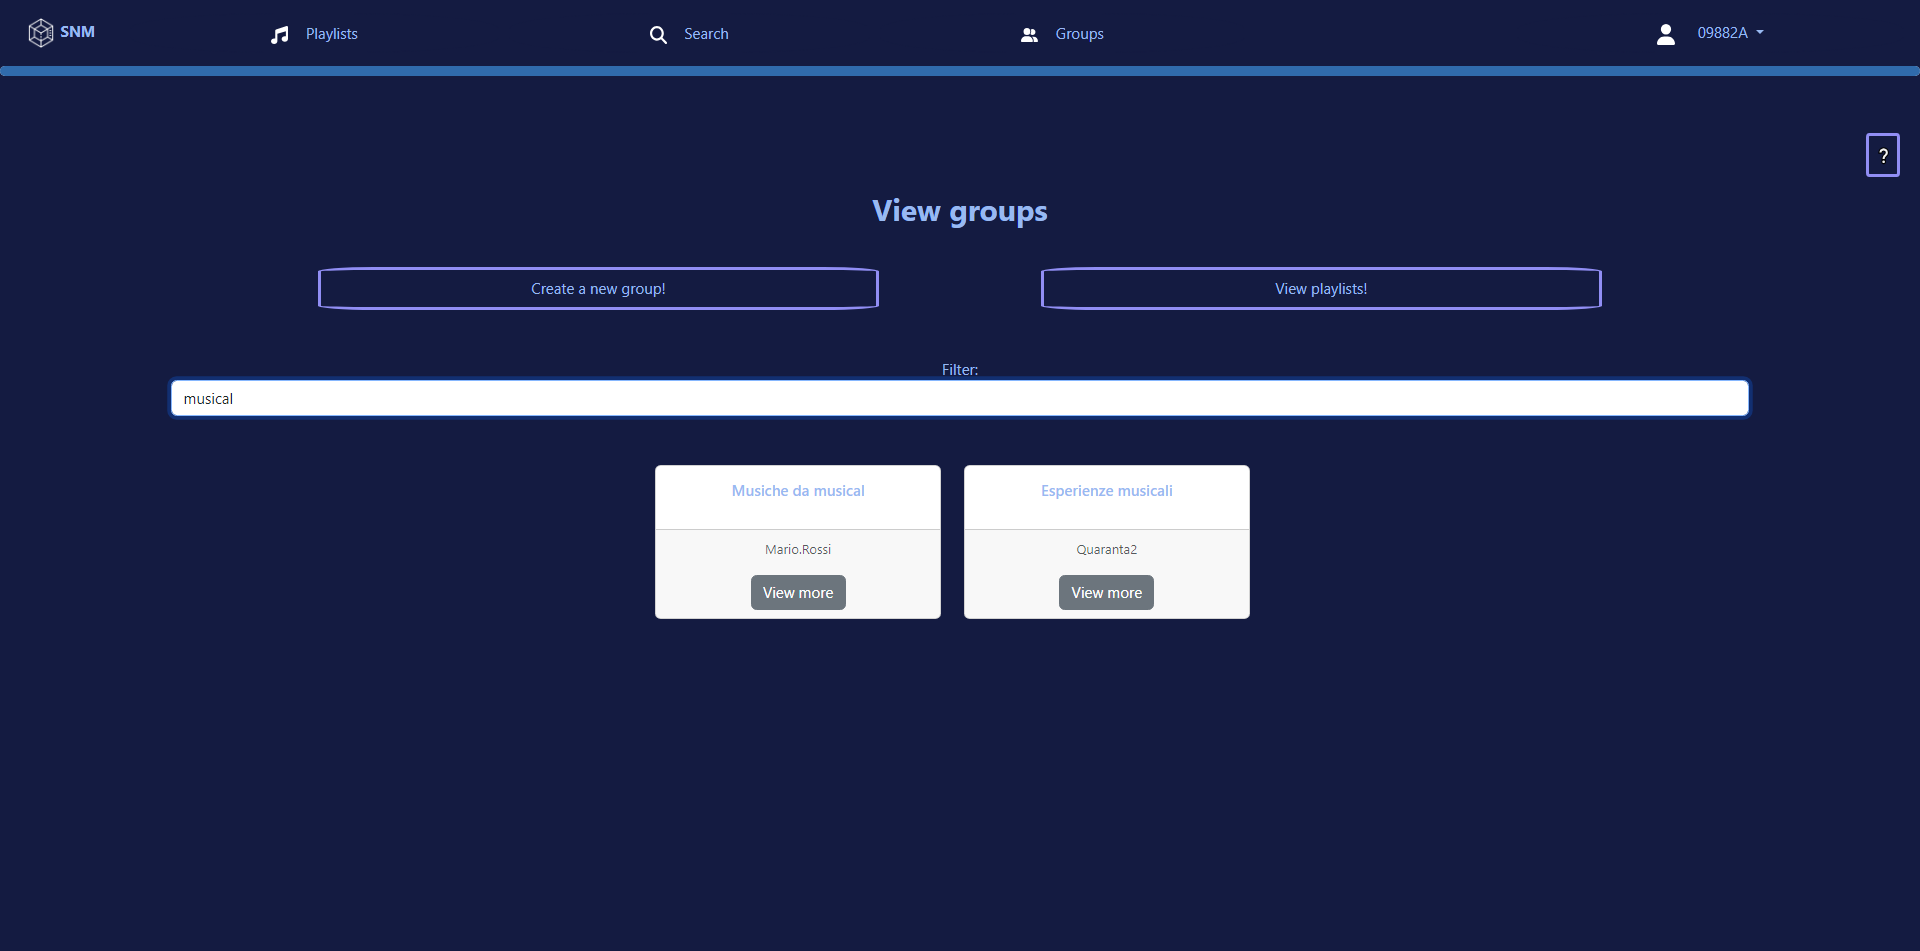 SNM
Playlists
Search
Groups
09882A
?
View groups
Create a new group!
View playlists!
Filter:
musical
Musiche da musical
Esperienze musicali
Mario.Rossi
Quaranta2
View more
View more